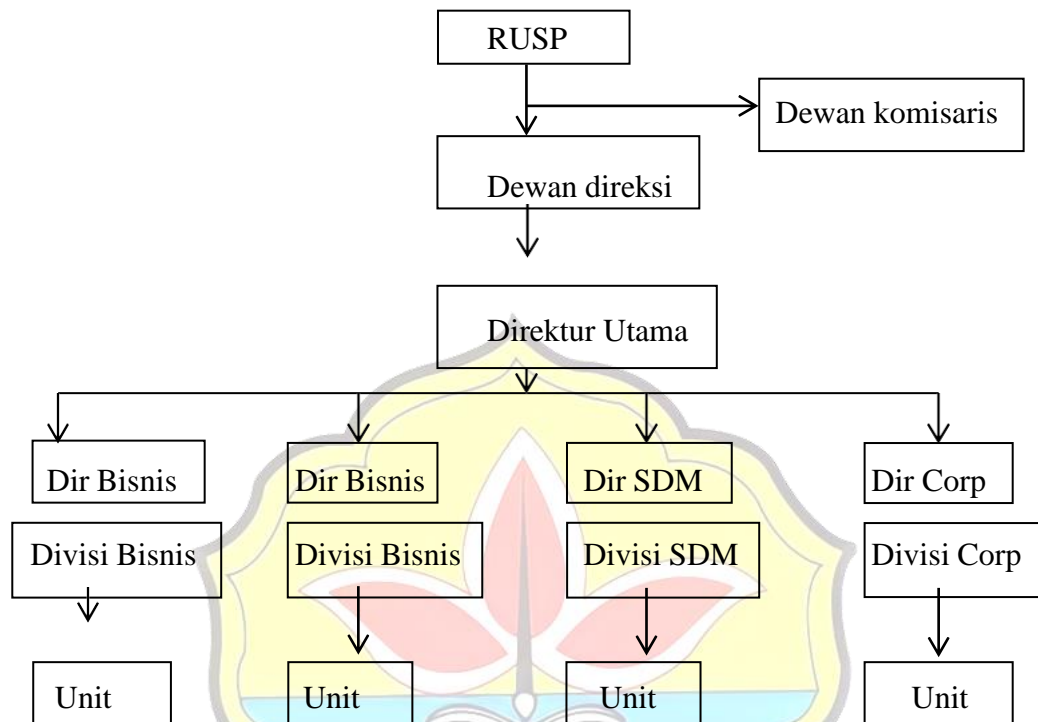 RUSP
Dewan komisaris
Dewan direksi
Direktur Utama
Dir Bisnis
Dir Bisnis
Dir SDM
Dir Corp
Divisi Bisnis
Divisi Bisnis
Divisi SDM
Divisi Corp
Unit
Unit
Unit
Unit